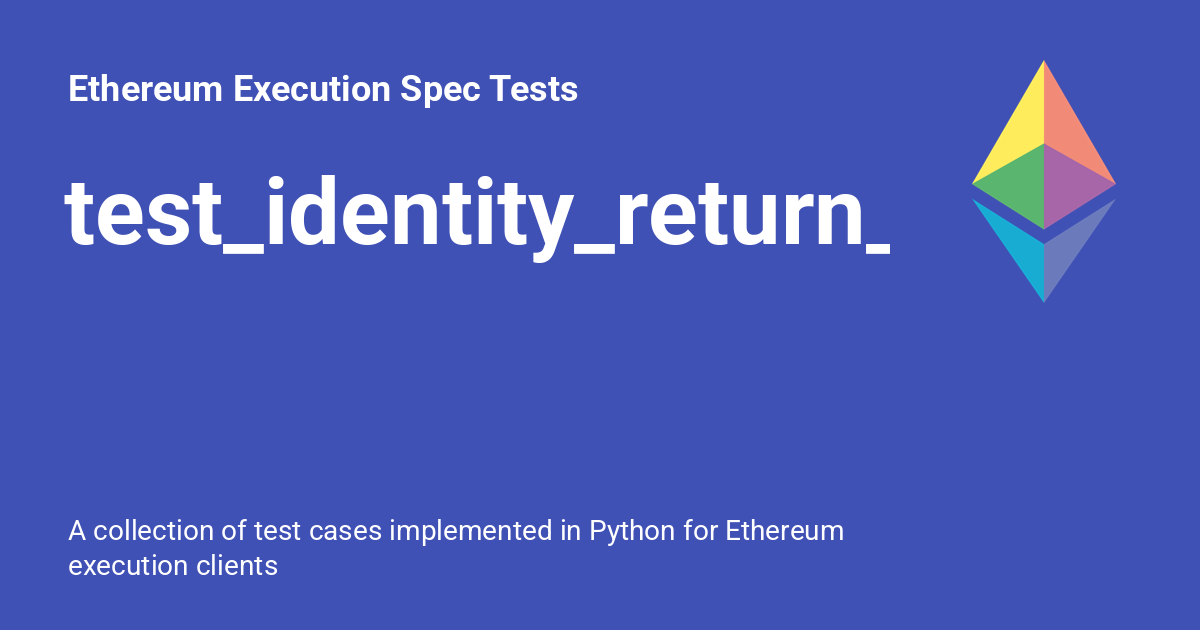 Ethereum Execution Spec Tests
test_identity_return_
A collection of test cases implemented in Python for Ethereum
execution clients